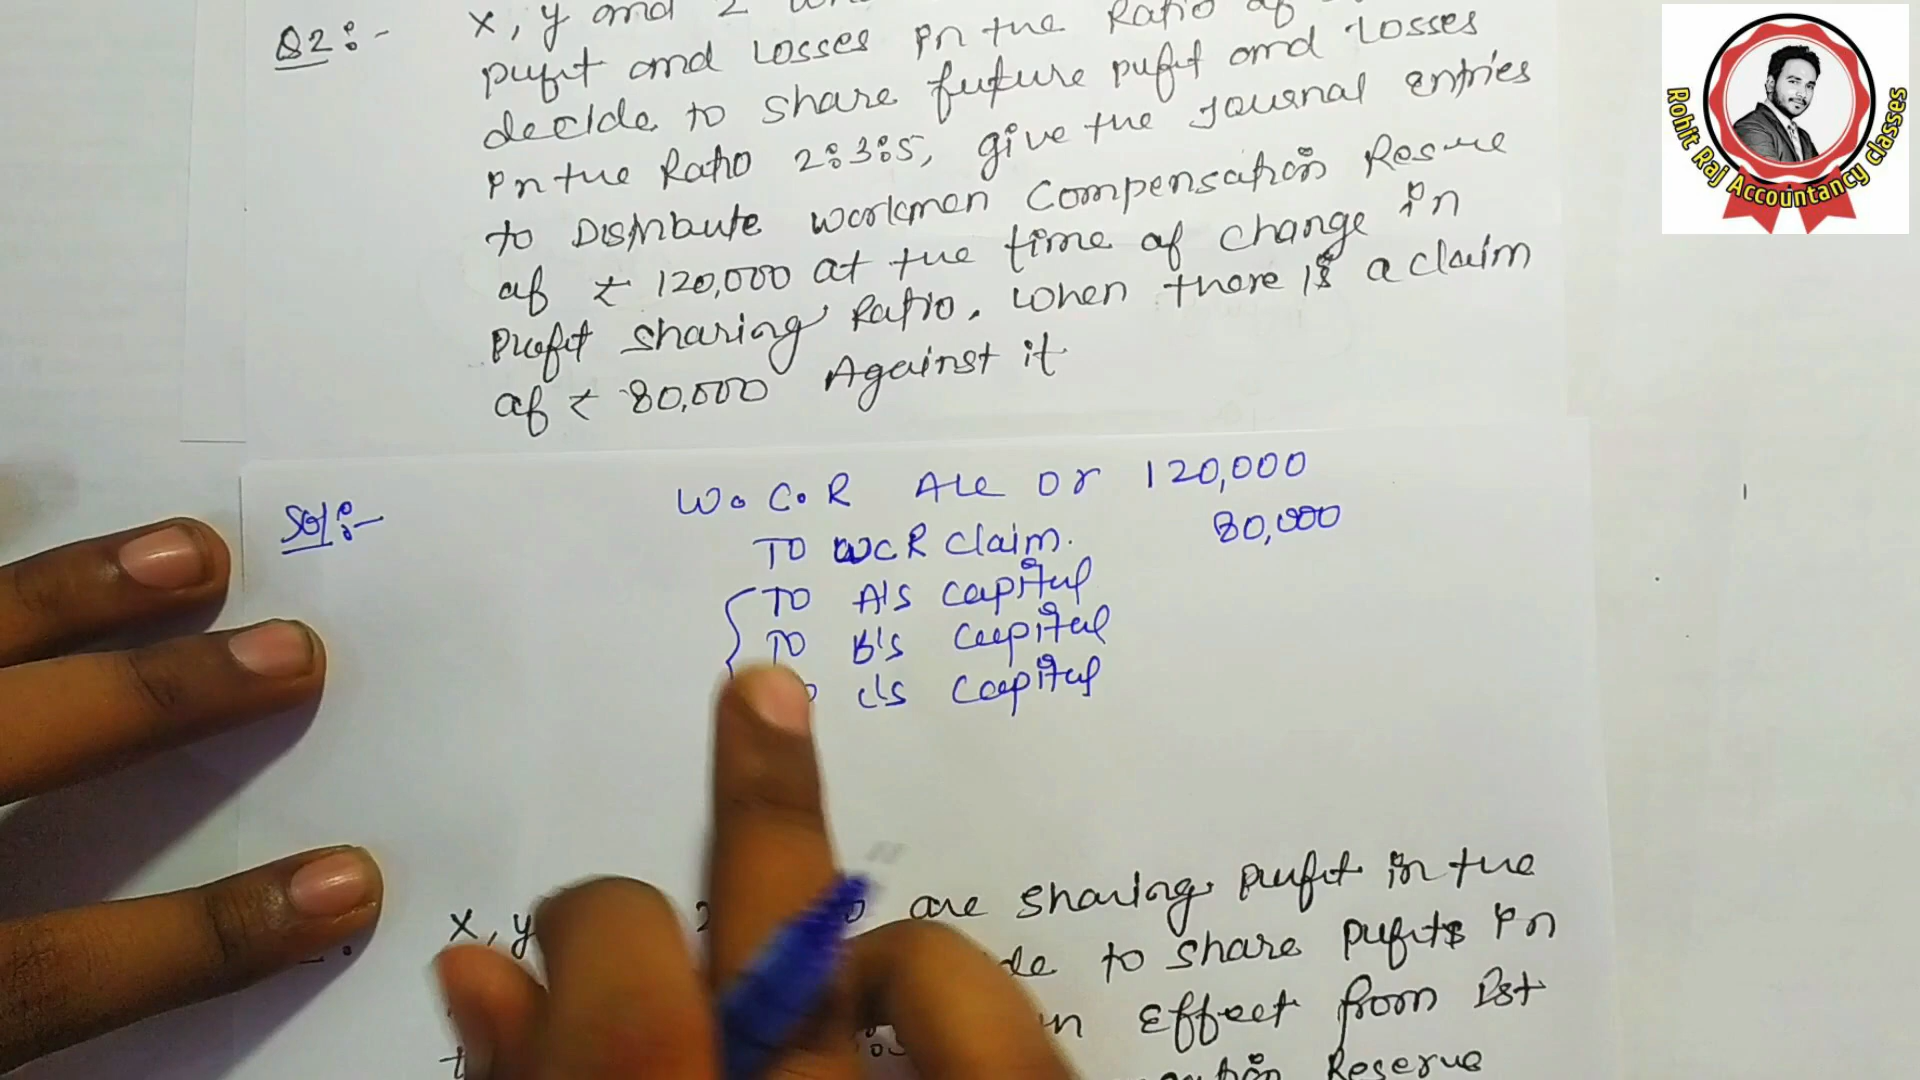 Q2:- X, Y and Z
profit and Losses in the Ratio of
decide to share future profit and Losses
in the Ratio 2:3:5, give the Journal entries
to Distribute workmen Compensation Reserve
of ₹ 120,000 at the time of change in
Profit sharing Ratio. When there is a claim
of ₹ 80,000 Against it
Sol:- W.C.R A/c Dr 120,000
TO WCR claim. 80,000
TO A's capital
TO B's capital
C's capital
X, Y are sharing profit in the
to share profits in
Effect from 1st
Reserve
Rohit Raj Accountancy classes